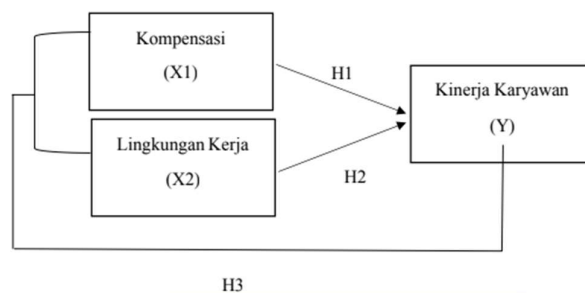 Kompensasi
(X1)
H1
Kinerja Karyawan
(Y)
Lingkungan Kerja
(X2)
H2
H3